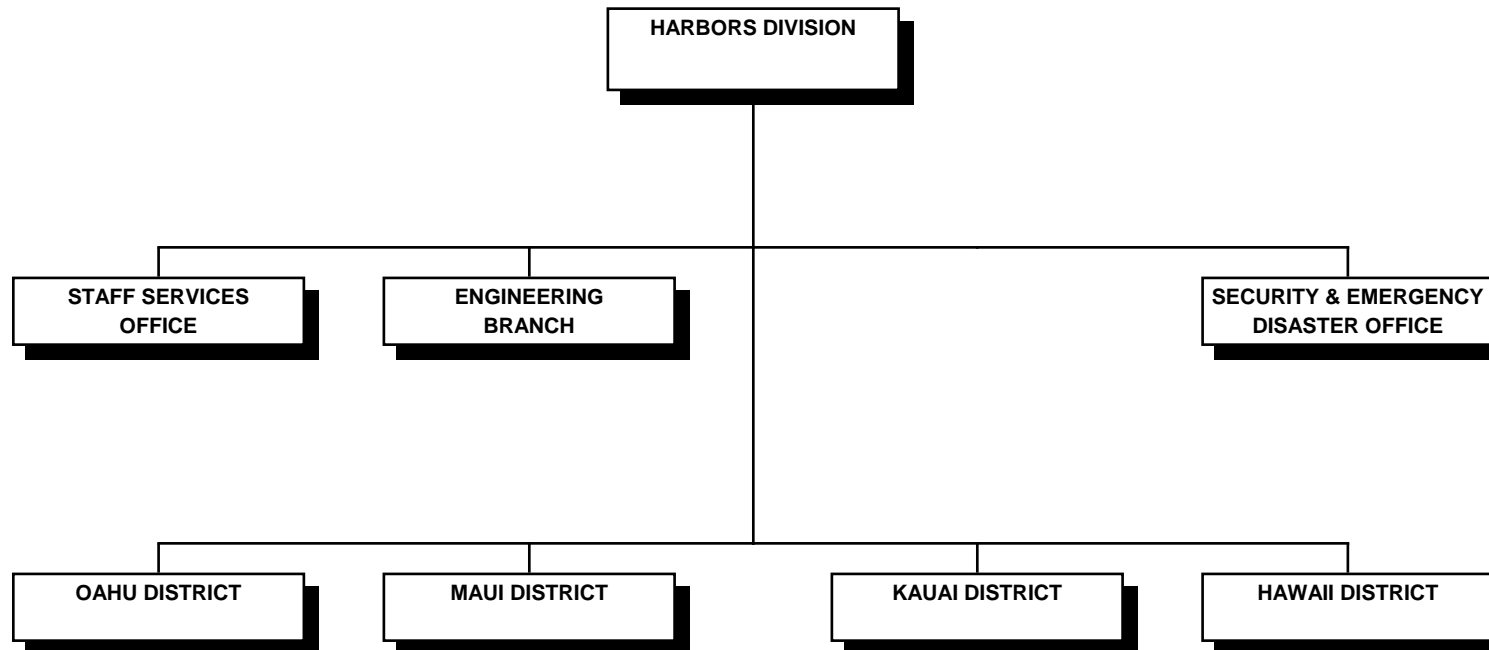 HARBORS DIVISION
STAFF SERVICES
OFFICE
ENGINEERING
BRANCH
SECURITY & EMERGENCY
DISASTER OFFICE
OAHU DISTRICT
MAUI DISTRICT
KAUAI DISTRICT
HAWAII DISTRICT